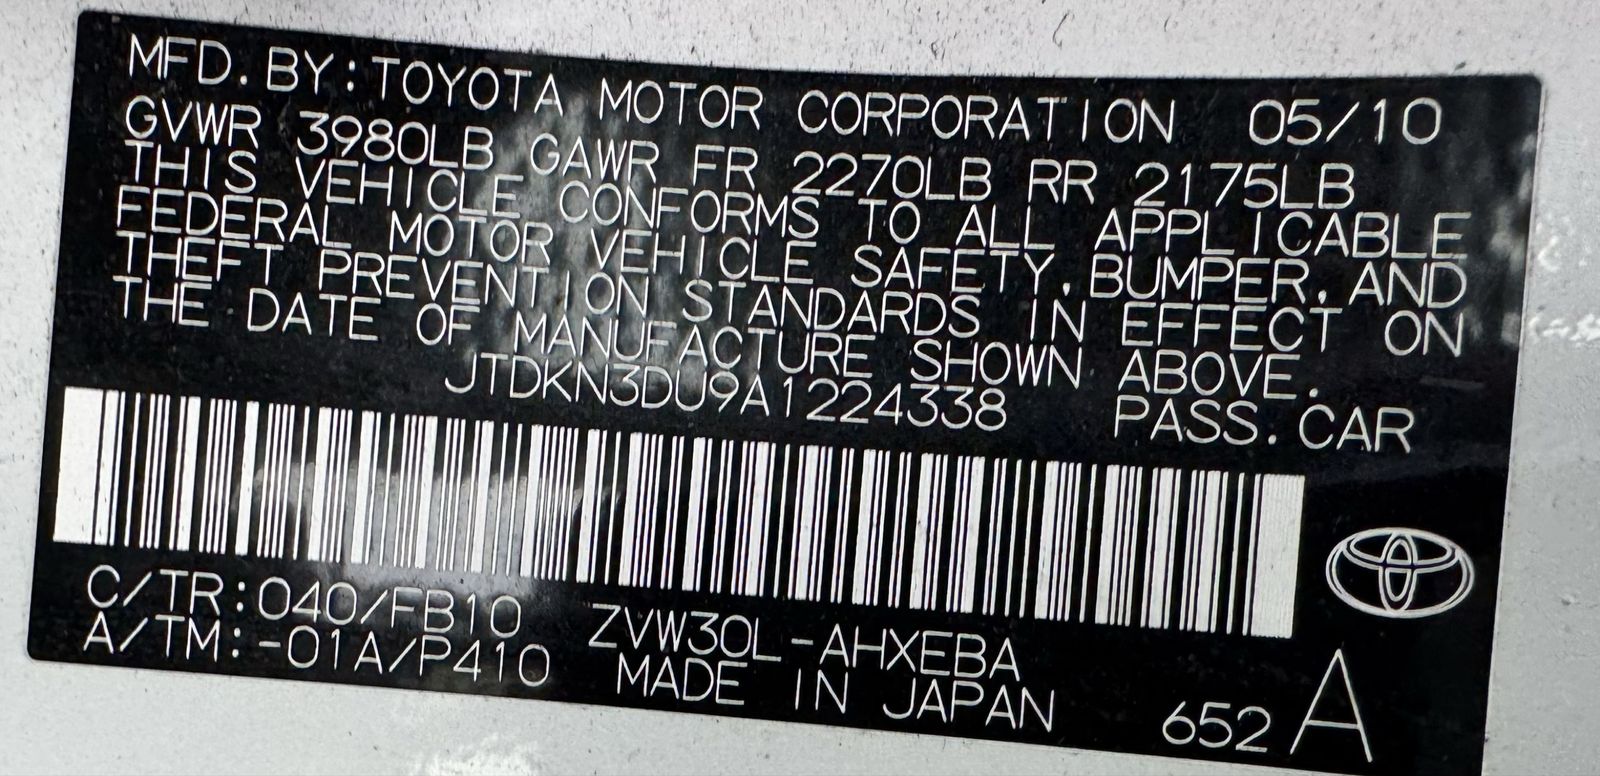 MFD. BY: TOYOTA MOTOR CORPORATION 05/10
GVWR 3980LB GAWR FR 2270LB RR 2175LB
THIS VEHICLE CONFORMS TO ALL APPLICABLE
FEDERAL MOTOR VEHICLE SAFETY, BUMPER, AND
THEFT PREVENTION STANDARDS IN EFFECT ON
THE DATE OF MANUFACTURE SHOWN ABOVE.
JTDKN3DU9A1224338 PASS. CAR
C/TR: 040/FB10 ZVW30L-AHXEBA
A/TM: -01A/P410 MADE IN JAPAN
652 A